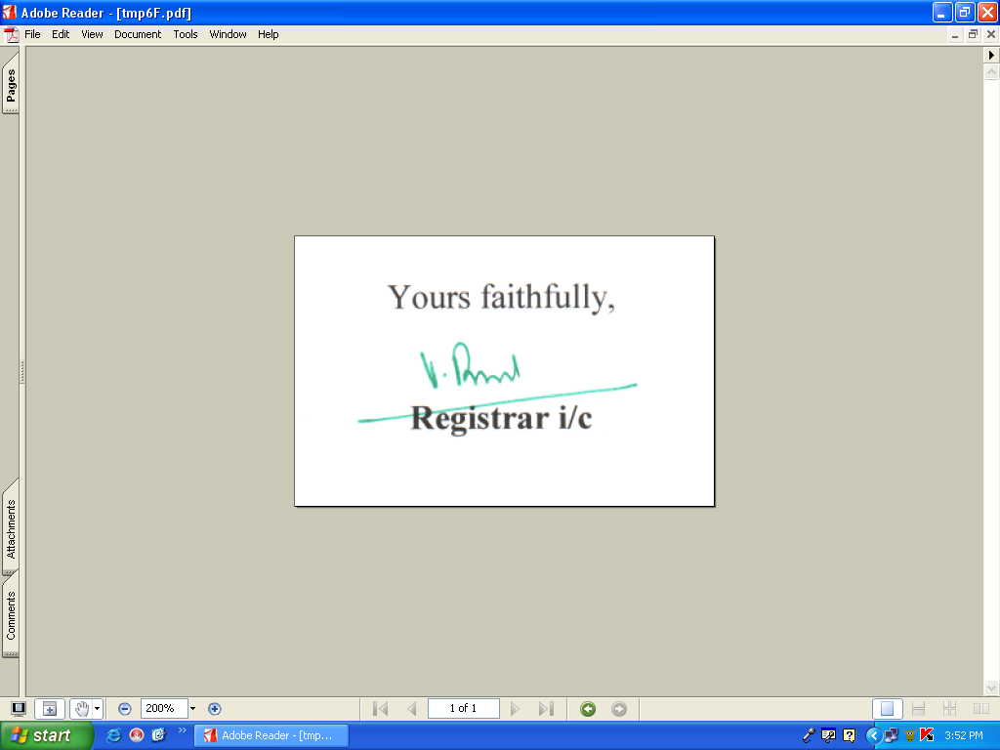 Adobe Reader - [tmp6F.pdf]
File Edit View Document Tools Window Help
Pages
Yours faithfully,
Registrar i/c
Attachments
Comments
200%
1 of 1
start
Adobe Reader - [tmp...
3:52 PM